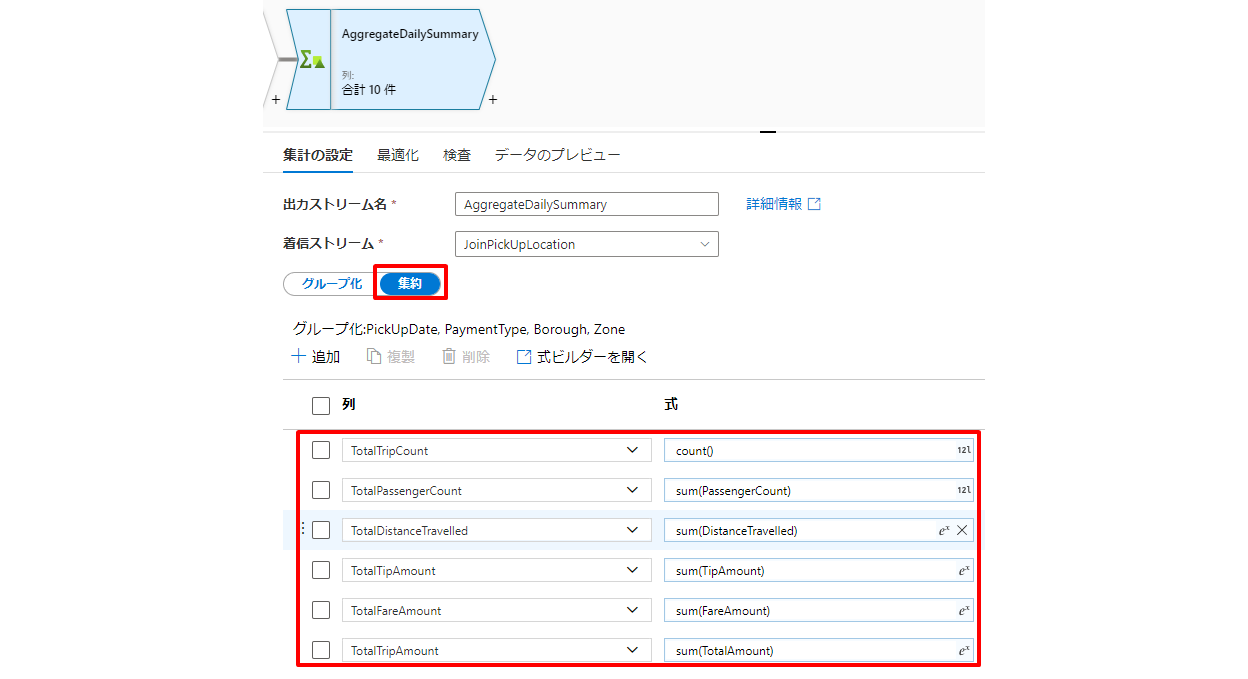 AggregateDailySummary
列:
合計 10 件
集計の設定 最適化 検査 データのプレビュー
出力ストリーム名 * AggregateDailySummary 詳細情報
着信ストリーム * JoinPickUpLocation
グループ化 集約
グループ化:PickUpDate, PaymentType, Borough, Zone
追加 複製 削除 式ビルダーを開く
列 式
TotalTripCount count() 12l
TotalPassengerCount sum(PassengerCount) 12l
TotalDistanceTravelled sum(DistanceTravelled) eˣ
TotalTipAmount sum(TipAmount) eˣ
TotalFareAmount sum(FareAmount) eˣ
TotalTripAmount sum(TotalAmount) eˣ